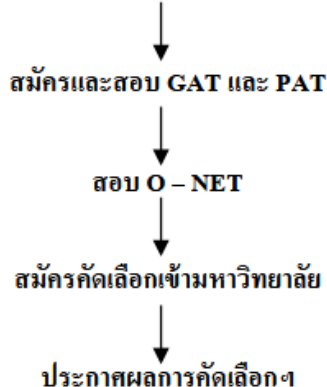 สมัครและสอบ GAT และ PAT
สอบ O – NET
สมัครคัดเลือกเข้ามหาวิทยาลัย
ประกาศผลการคัดเลือกฯ